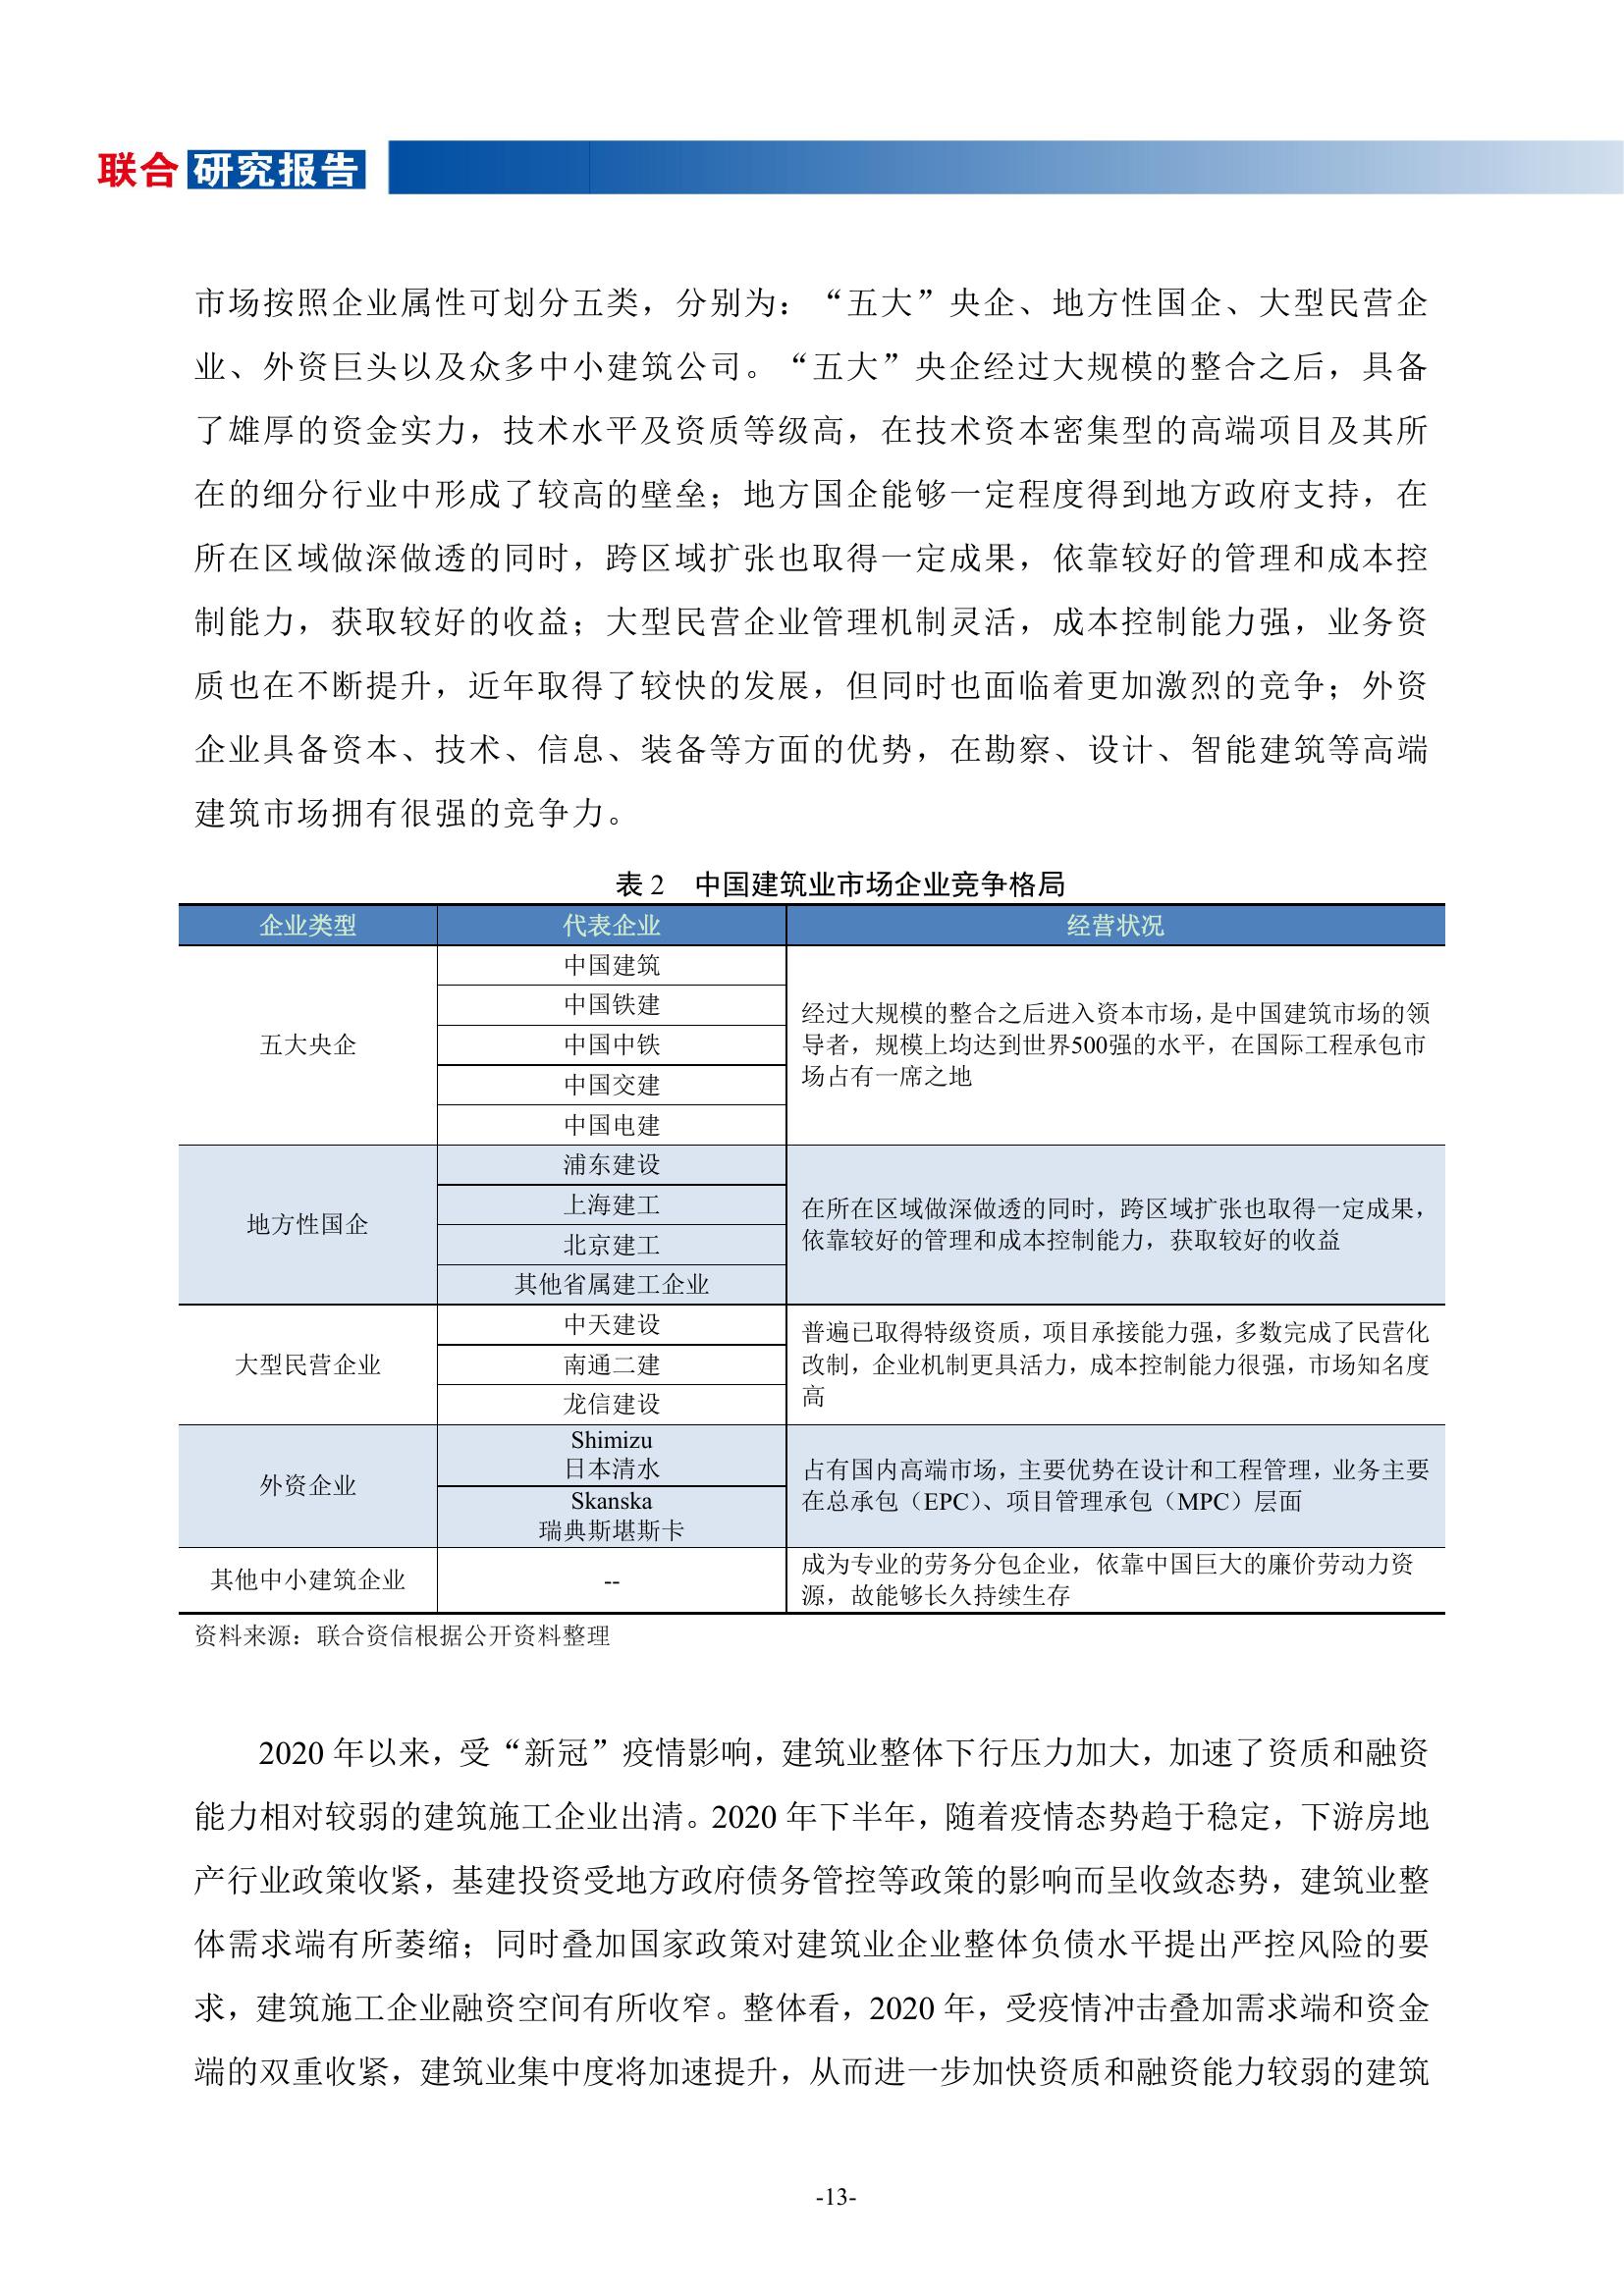 联合 研究报告
市场按照企业属性可划分五类，分别为：“五大”央企、地方性国企、大型民营企
业、外资巨头以及众多中小建筑公司。“五大”央企经过大规模的整合之后，具备
了雄厚的资金实力，技术水平及资质等级高，在技术资本密集型的高端项目及其所
在的细分行业中形成了较高的壁垒；地方国企能够一定程度得到地方政府支持，在
所在区域做深做透的同时，跨区域扩张也取得一定成果，依靠较好的管理和成本控
制能力，获取较好的收益；大型民营企业管理机制灵活，成本控制能力强，业务资
质也在不断提升，近年取得了较快的发展，但同时也面临着更加激烈的竞争；外资
企业具备资本、技术、信息、装备等方面的优势，在勘察、设计、智能建筑等高端
建筑市场拥有很强的竞争力。
表 2 中国建筑业市场企业竞争格局
企业类型 代表企业 经营状况
五大央企
中国建筑
中国铁建
中国中铁
中国交建
中国电建
经过大规模的整合之后进入资本市场，是中国建筑市场的领
导者，规模上均达到世界500强的水平，在国际工程承包市
场占有一席之地
地方性国企
浦东建设
上海建工
北京建工
其他省属建工企业
在所在区域做深做透的同时，跨区域扩张也取得一定成果，
依靠较好的管理和成本控制能力，获取较好的收益
大型民营企业
中天建设
南通二建
龙信建设
普遍已取得特级资质，项目承接能力强，多数完成了民营化
改制，企业机制更具活力，成本控制能力很强，市场知名度
高
外资企业
Shimizu
日本清水
Skanska
瑞典斯堪斯卡
占有国内高端市场，主要优势在设计和工程管理，业务主要
在总承包（EPC）、项目管理承包（MPC）层面
其他中小建筑企业
--
成为专业的劳务分包企业，依靠中国巨大的廉价劳动力资
源，故能够长久持续生存
资料来源：联合资信根据公开资料整理
2020 年以来，受“新冠”疫情影响，建筑业整体下行压力加大，加速了资质和融资
能力相对较弱的建筑施工企业出清。2020 年下半年，随着疫情态势趋于稳定，下游房地
产行业政策收紧，基建投资受地方政府债务管控等政策的影响而呈收敛态势，建筑业整
体需求端有所萎缩；同时叠加国家政策对建筑业企业整体负债水平提出严控风险的要
求，建筑施工企业融资空间有所收窄。整体看，2020 年，受疫情冲击叠加需求端和资金
端的双重收紧，建筑业集中度将加速提升，从而进一步加快资质和融资能力较弱的建筑
-13-